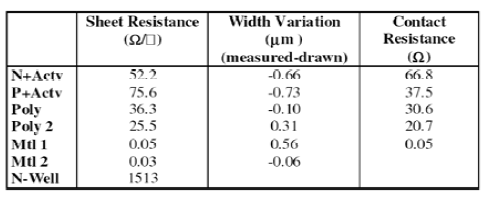 Sheet Resistance (Ω/□) Width Variation (μm ) (measured-drawn) Contact Resistance (Ω)
N+Actv 52.2 -0.66 66.8
P+Actv 75.6 -0.73 37.5
Poly 36.3 -0.10 30.6
Poly 2 25.5 0.31 20.7
Mtl 1 0.05 0.56 0.05
Mtl 2 0.03 -0.06
N-Well 1513